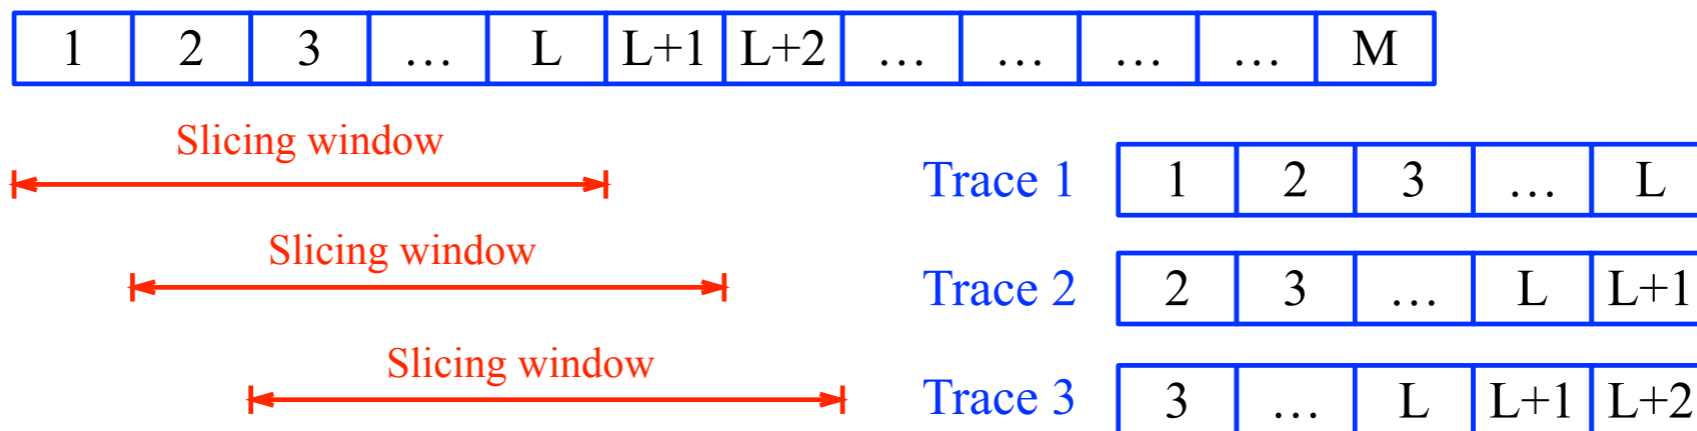 1 2 3 … L L+1 L+2 … … … … M
Slicing window
Trace 1 1 2 3 … L
Slicing window
Trace 2 2 3 … L L+1
Slicing window
Trace 3 3 … L L+1 L+2